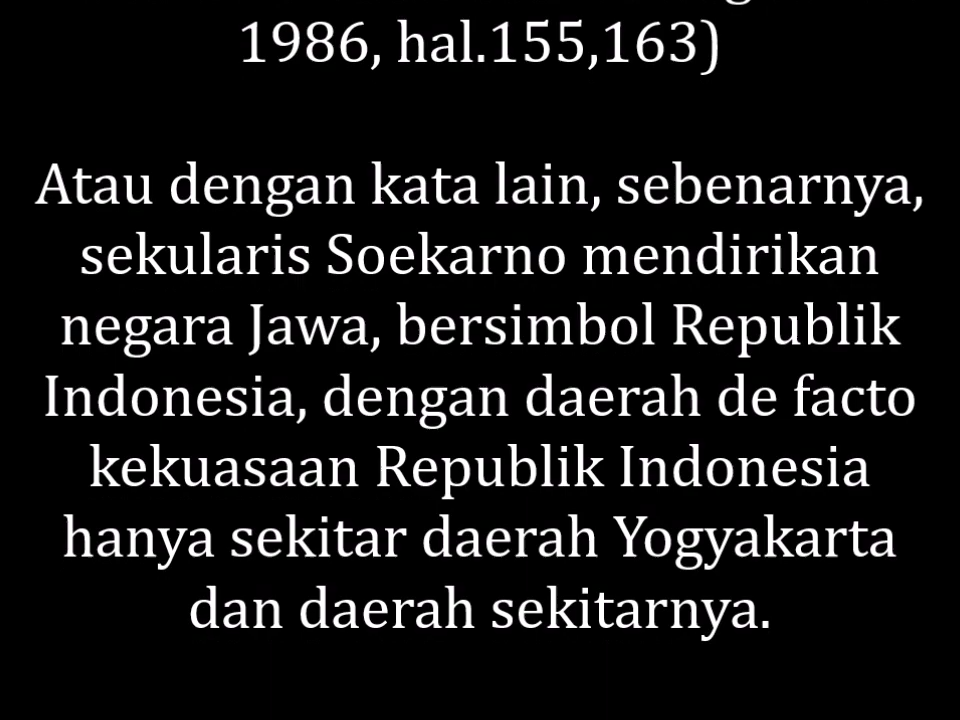 1986, hal.155,163)
Atau dengan kata lain, sebenarnya,
sekularis Soekarno mendirikan
negara Jawa, bersimbol Republik
Indonesia, dengan daerah de facto
kekuasaan Republik Indonesia
hanya sekitar daerah Yogyakarta
dan daerah sekitarnya.